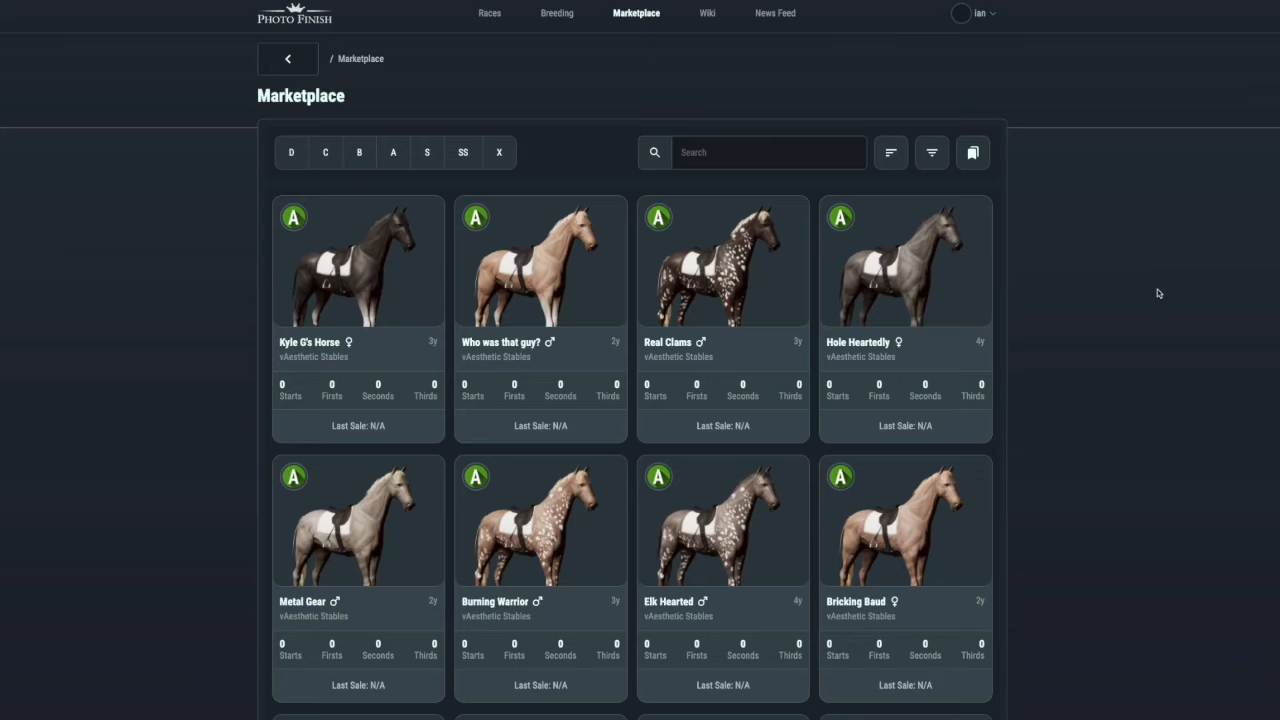 PHOTO FINISH
Races Breeding Marketplace Wiki News Feed ian
/ Marketplace
Marketplace
D C B A S SS X Search
A A A A
Kyle G's Horse ♀ 3y Who was that guy? ♂ 2y Real Clams ♂ 3y Hole Heartedly ♀ 4y
vAesthetic Stables vAesthetic Stables vAesthetic Stables vAesthetic Stables
0 0 0 0 0 0 0 0 0 0 0 0 0 0 0 0
Starts Firsts Seconds Thirds Starts Firsts Seconds Thirds Starts Firsts Seconds Thirds Starts Firsts Seconds Thirds
Last Sale: N/A Last Sale: N/A Last Sale: N/A Last Sale: N/A
A A A A
Metal Gear ♂ 2y Burning Warrior ♂ 3y Elk Hearted ♂ 4y Bricking Baud ♀ 2y
vAesthetic Stables vAesthetic Stables vAesthetic Stables vAesthetic Stables
0 0 0 0 0 0 0 0 0 0 0 0 0 0 0 0
Starts Firsts Seconds Thirds Starts Firsts Seconds Thirds Starts Firsts Seconds Thirds Starts Firsts Seconds Thirds
Last Sale: N/A Last Sale: N/A Last Sale: N/A Last Sale: N/A